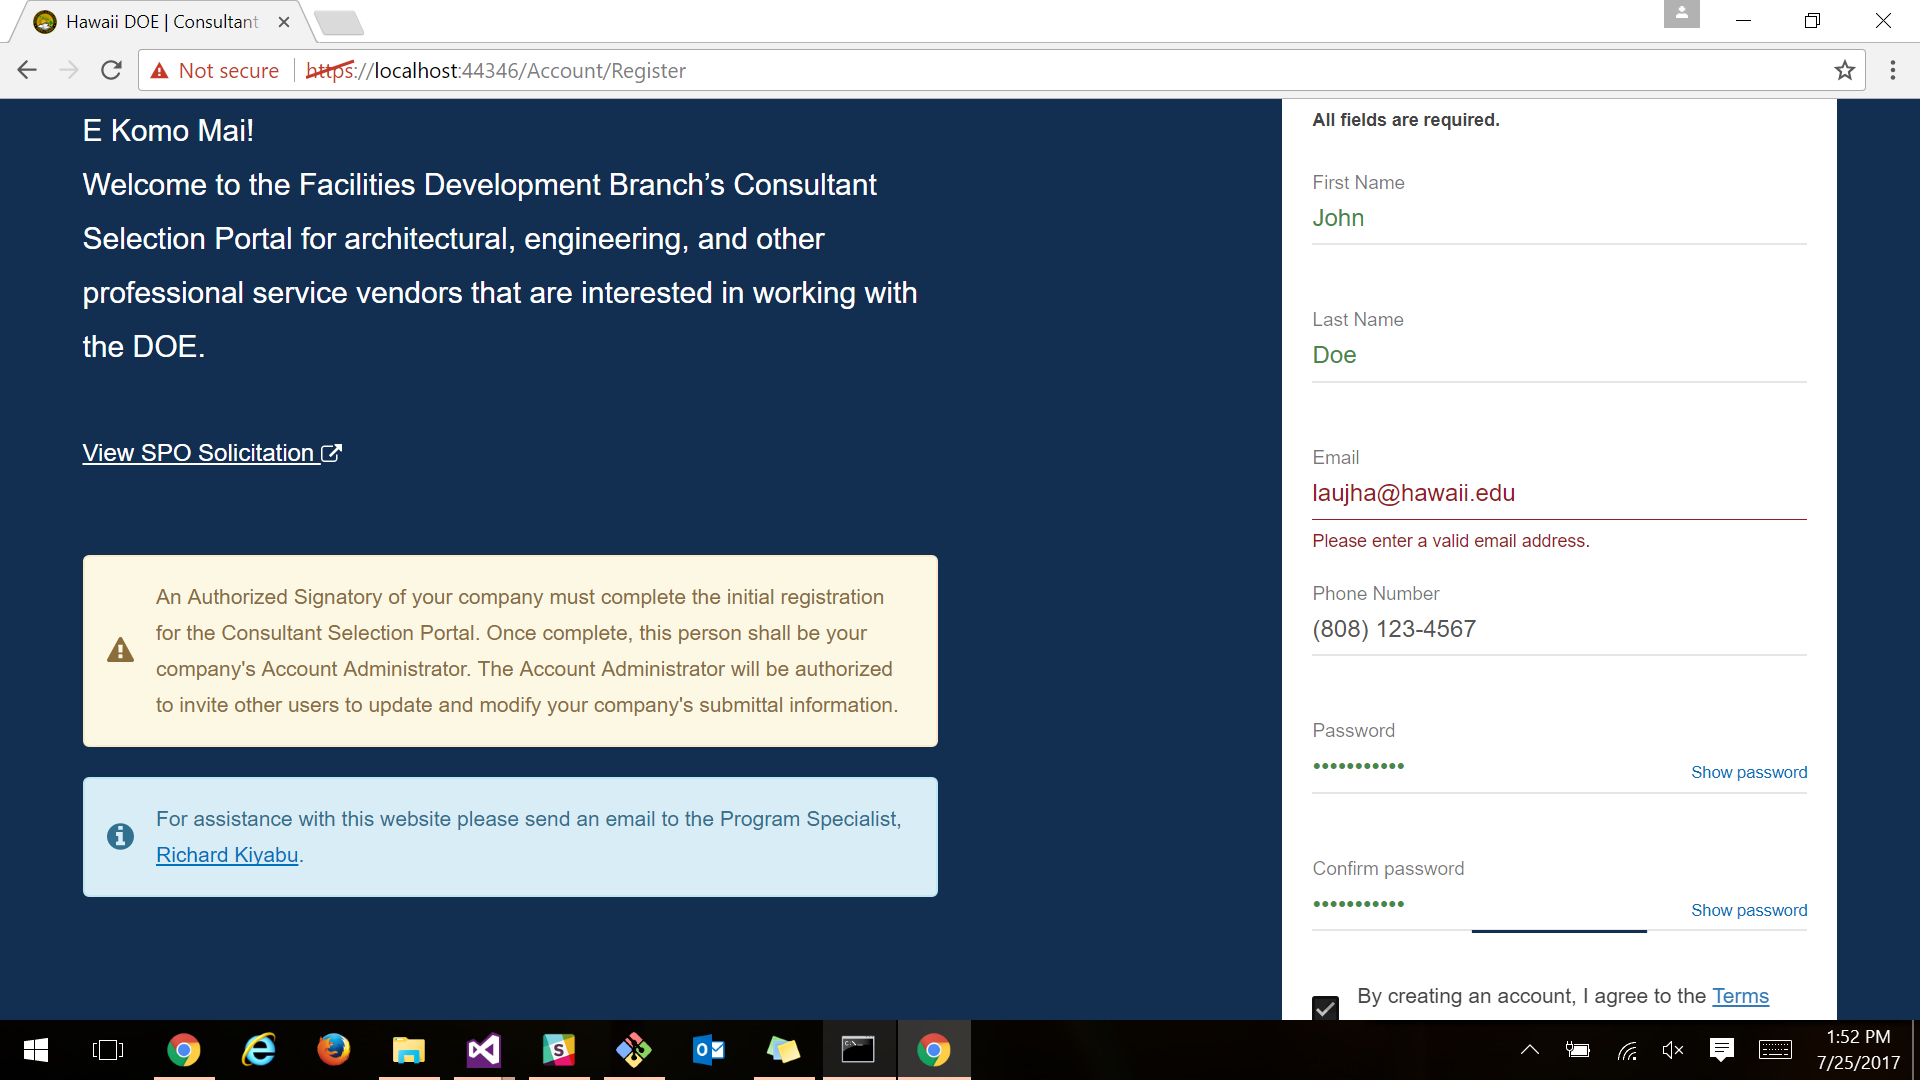 Hawaii DOE | Consultant
Not secure
https://localhost:44346/Account/Register
E Komo Mai!
Welcome to the Facilities Development Branch’s Consultant
Selection Portal for architectural, engineering, and other
professional service vendors that are interested in working with
the DOE.
View SPO Solicitation
An Authorized Signatory of your company must complete the initial registration
for the Consultant Selection Portal. Once complete, this person shall be your
company's Account Administrator. The Account Administrator will be authorized
to invite other users to update and modify your company's submittal information.
For assistance with this website please send an email to the Program Specialist,
Richard Kiyabu.
All fields are required.
First Name
John
Last Name
Doe
Email
laujha@hawaii.edu
Please enter a valid email address.
Phone Number
(808) 123-4567
Password
•••••••••••
Show password
Confirm password
•••••••••••
Show password
By creating an account, I agree to the Terms
1:52 PM
7/25/2017